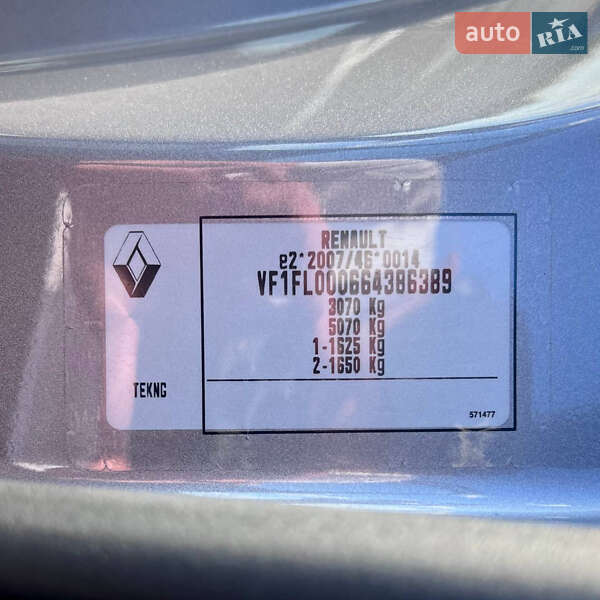 auto RIA
.com
RENAULT
e2*2007/46*0014
VF1FL000664386389
3070 Kg
5070 Kg
1-1625 Kg
2-1650 Kg
TEKNG
571477